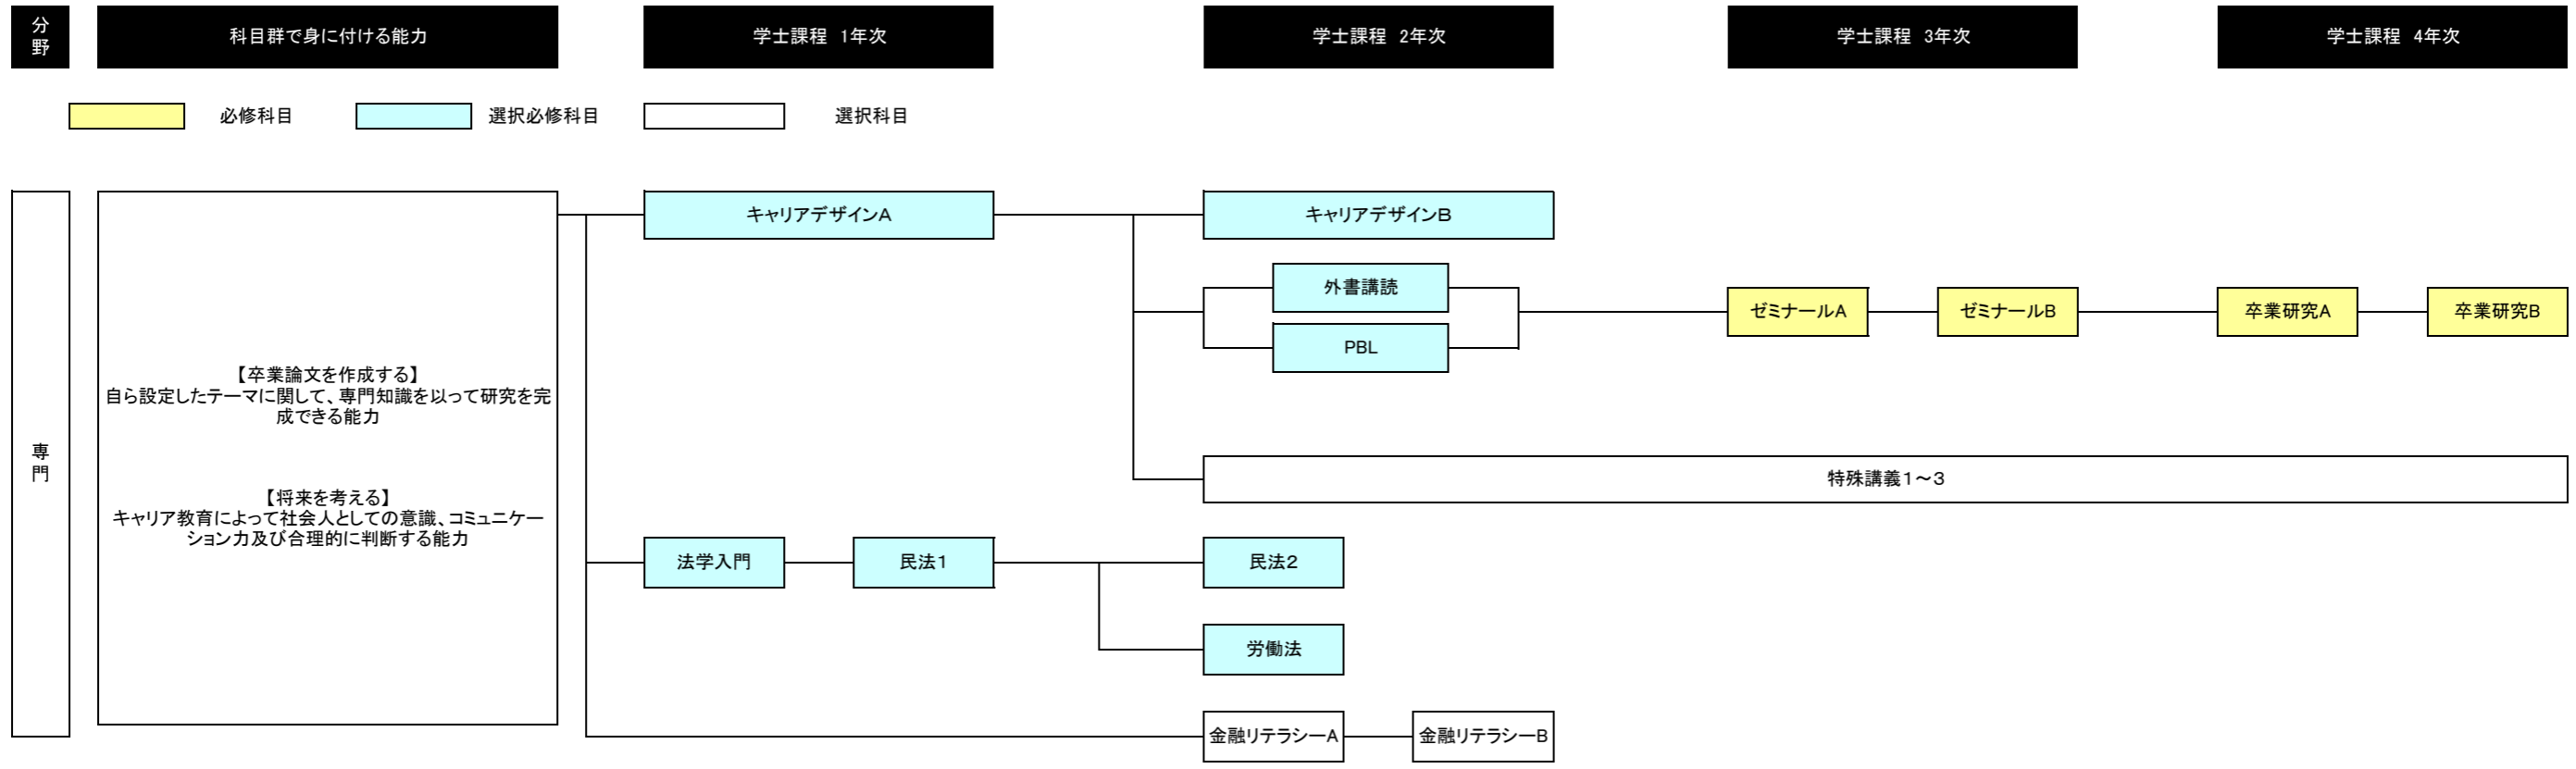 分
野
科目群で身に付ける能力
学士課程 1年次
学士課程 2年次
学士課程 3年次
学士課程 4年次
必修科目
選択必修科目
選択科目
専
門
【卒業論文を作成する】
自ら設定したテーマに関して、専門知識を以って研究を完
成できる能力
【将来を考える】
キャリア教育によって社会人としての意識、コミュニケー
ション力及び合理的に判断する能力
キャリアデザインA
キャリアデザインB
外書講読
PBL
ゼミナールA
ゼミナールB
卒業研究A
卒業研究B
特殊講義1～3
法学入門
民法1
民法2
労働法
金融リテラシーA
金融リテラシーB